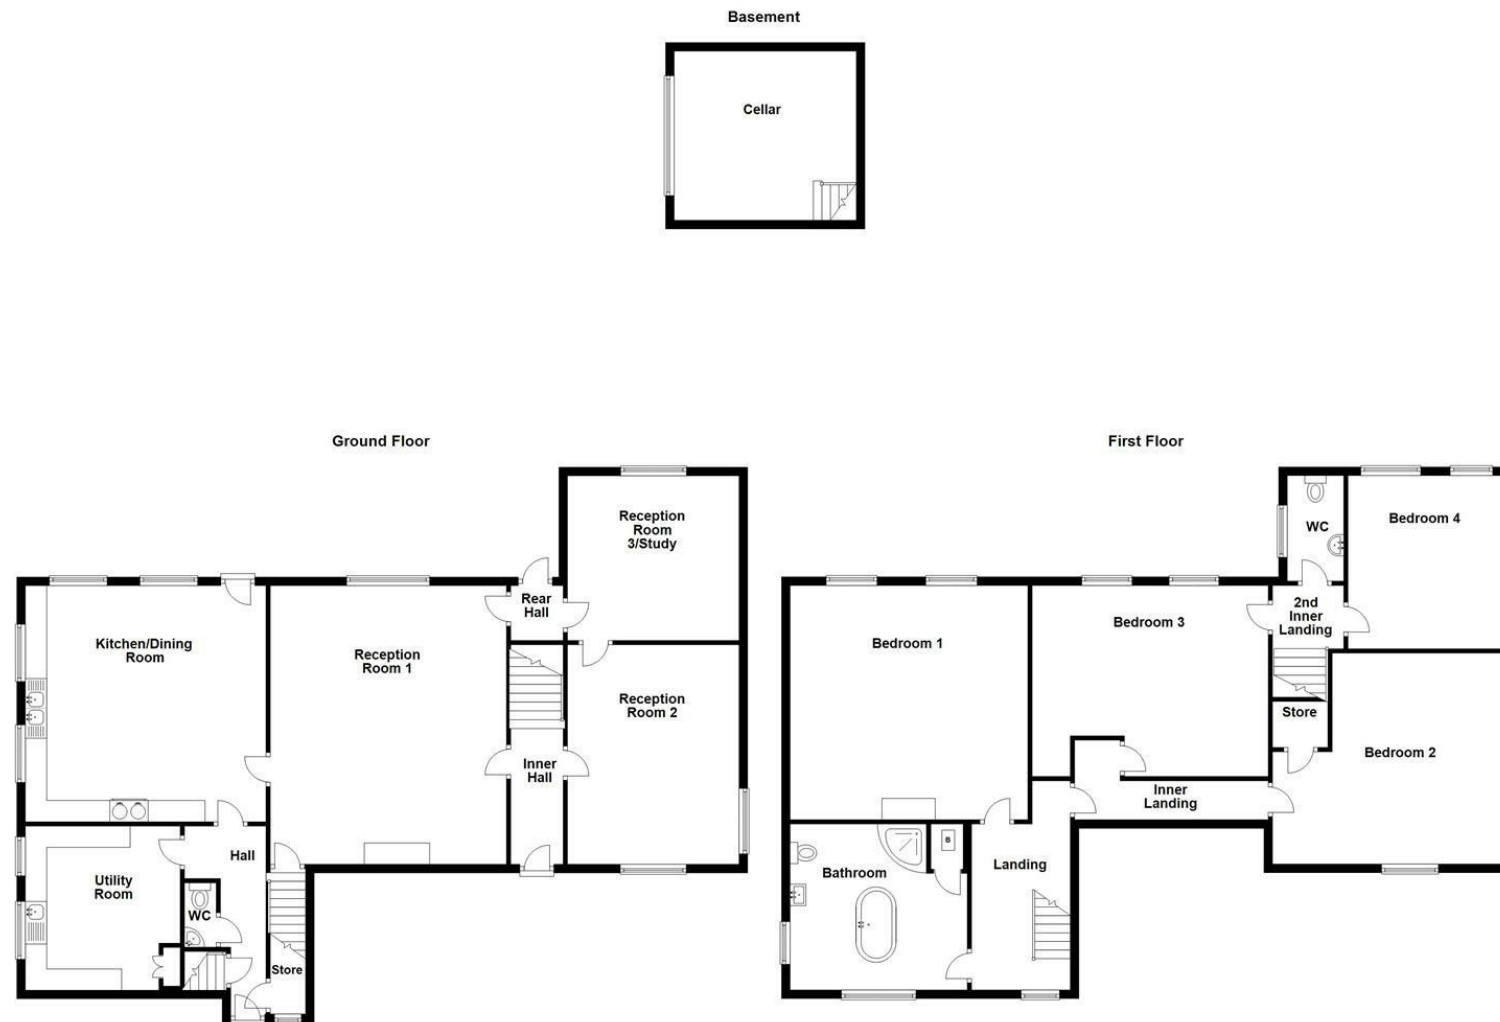 Basement
Cellar
Ground Floor
Reception
Room
3/Study
Rear
Hall
Kitchen/Dining
Room
Reception
Room 1
Reception
Room 2
Inner
Hall
Hall
Utility
Room
WC
Store
First Floor
WC
Bedroom 4
2nd
Inner
Landing
Bedroom 1
Bedroom 3
Store
Bedroom 2
Inner
Landing
Landing
Bathroom
B